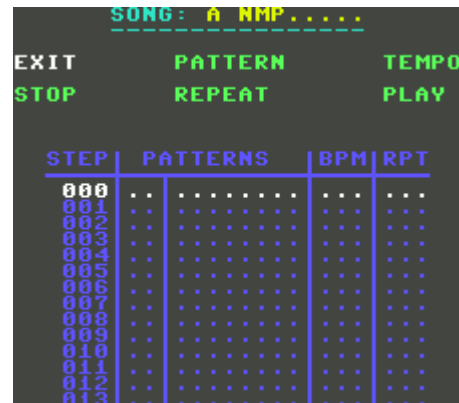 SONG: A NMP.....
EXIT PATTERN TEMPO
STOP REPEAT PLAY
STEP| PATTERNS |BPM|RPT
000 .. ........ ... ...
001 .. ........ ... ...
002 .. ........ ... ...
003 .. ........ ... ...
004 .. ........ ... ...
005 .. ........ ... ...
006 .. ........ ... ...
007 .. ........ ... ...
008 .. ........ ... ...
009 .. ........ ... ...
010 .. ........ ... ...
011 .. ........ ... ...
012 .. ........ ... ...
013 .. ........ ... ...